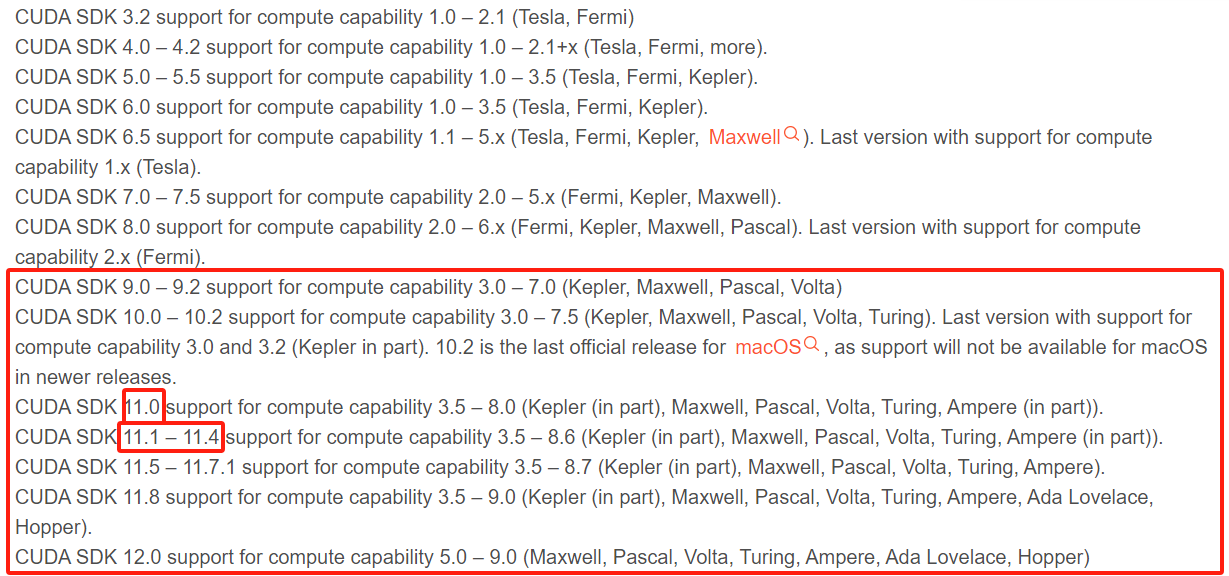 CUDA SDK 3.2 support for compute capability 1.0 – 2.1 (Tesla, Fermi)
CUDA SDK 4.0 – 4.2 support for compute capability 1.0 – 2.1+x (Tesla, Fermi, more).
CUDA SDK 5.0 – 5.5 support for compute capability 1.0 – 3.5 (Tesla, Fermi, Kepler).
CUDA SDK 6.0 support for compute capability 1.0 – 3.5 (Tesla, Fermi, Kepler).
CUDA SDK 6.5 support for compute capability 1.1 – 5.x (Tesla, Fermi, Kepler, Maxwell). Last version with support for compute
capability 1.x (Tesla).
CUDA SDK 7.0 – 7.5 support for compute capability 2.0 – 5.x (Fermi, Kepler, Maxwell).
CUDA SDK 8.0 support for compute capability 2.0 – 6.x (Fermi, Kepler, Maxwell, Pascal). Last version with support for compute
capability 2.x (Fermi).
CUDA SDK 9.0 – 9.2 support for compute capability 3.0 – 7.0 (Kepler, Maxwell, Pascal, Volta)
CUDA SDK 10.0 – 10.2 support for compute capability 3.0 – 7.5 (Kepler, Maxwell, Pascal, Volta, Turing). Last version with support for
compute capability 3.0 and 3.2 (Kepler in part). 10.2 is the last official release for macOS, as support will not be available for macOS
in newer releases.
CUDA SDK 11.0 support for compute capability 3.5 – 8.0 (Kepler (in part), Maxwell, Pascal, Volta, Turing, Ampere (in part)).
CUDA SDK 11.1 – 11.4 support for compute capability 3.5 – 8.6 (Kepler (in part), Maxwell, Pascal, Volta, Turing, Ampere (in part)).
CUDA SDK 11.5 – 11.7.1 support for compute capability 3.5 – 8.7 (Kepler (in part), Maxwell, Pascal, Volta, Turing, Ampere).
CUDA SDK 11.8 support for compute capability 3.5 – 9.0 (Kepler (in part), Maxwell, Pascal, Volta, Turing, Ampere, Ada Lovelace,
Hopper).
CUDA SDK 12.0 support for compute capability 5.0 – 9.0 (Maxwell, Pascal, Volta, Turing, Ampere, Ada Lovelace, Hopper)